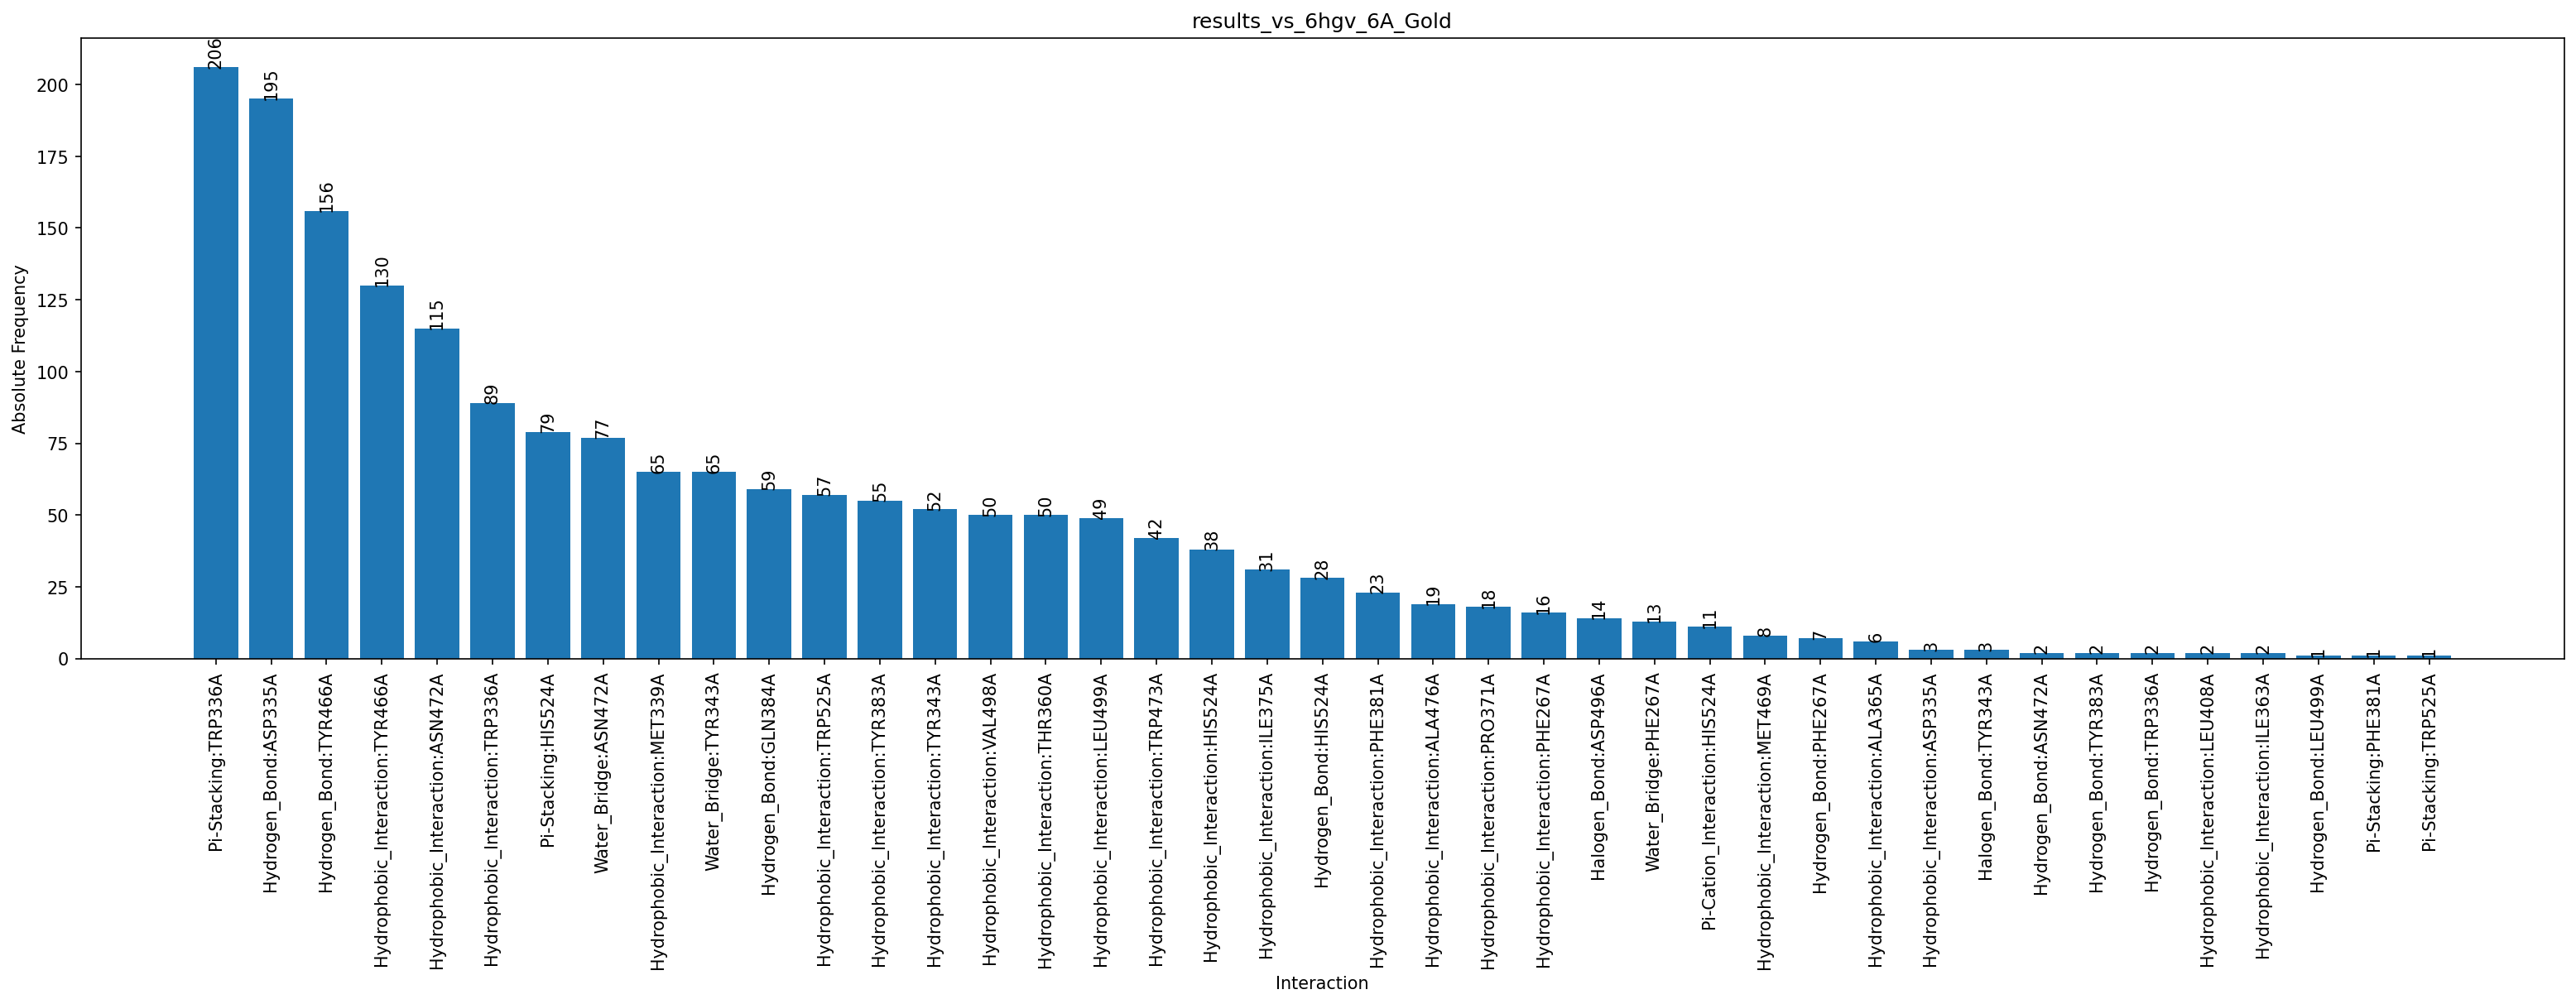 results_vs_6hgv_6A_Gold
Absolute Frequency
200
175
150
125
100
75
50
25
0
206
195
156
130
115
89
79
77
65
65
59
57
55
52
50
50
49
42
38
31
28
23
19
18
16
14
13
11
8
7
6
3
3
2
2
2
2
2
1
1
1
Pi-Stacking:TRP336A
Hydrogen_Bond:ASP335A
Hydrogen_Bond:TYR466A
Hydrophobic_Interaction:TYR466A
Hydrophobic_Interaction:ASN472A
Hydrophobic_Interaction:TRP336A
Pi-Stacking:HIS524A
Water_Bridge:ASN472A
Hydrophobic_Interaction:MET339A
Water_Bridge:TYR343A
Hydrogen_Bond:GLN384A
Hydrophobic_Interaction:TRP525A
Hydrophobic_Interaction:TYR383A
Hydrophobic_Interaction:TYR343A
Hydrophobic_Interaction:VAL498A
Hydrophobic_Interaction:THR360A
Hydrophobic_Interaction:LEU499A
Hydrophobic_Interaction:TRP473A
Hydrophobic_Interaction:HIS524A
Hydrophobic_Interaction:ILE375A
Hydrogen_Bond:HIS524A
Hydrophobic_Interaction:PHE381A
Hydrophobic_Interaction:ALA476A
Hydrophobic_Interaction:PRO371A
Hydrophobic_Interaction:PHE267A
Halogen_Bond:ASP496A
Water_Bridge:PHE267A
Pi-Cation_Interaction:HIS524A
Hydrophobic_Interaction:MET469A
Hydrogen_Bond:PHE267A
Hydrophobic_Interaction:ALA365A
Hydrophobic_Interaction:ASP335A
Halogen_Bond:TYR343A
Hydrogen_Bond:ASN472A
Hydrogen_Bond:TYR383A
Hydrogen_Bond:TRP336A
Hydrophobic_Interaction:LEU408A
Hydrophobic_Interaction:ILE363A
Hydrogen_Bond:LEU499A
Pi-Stacking:PHE381A
Pi-Stacking:TRP525A
Interaction